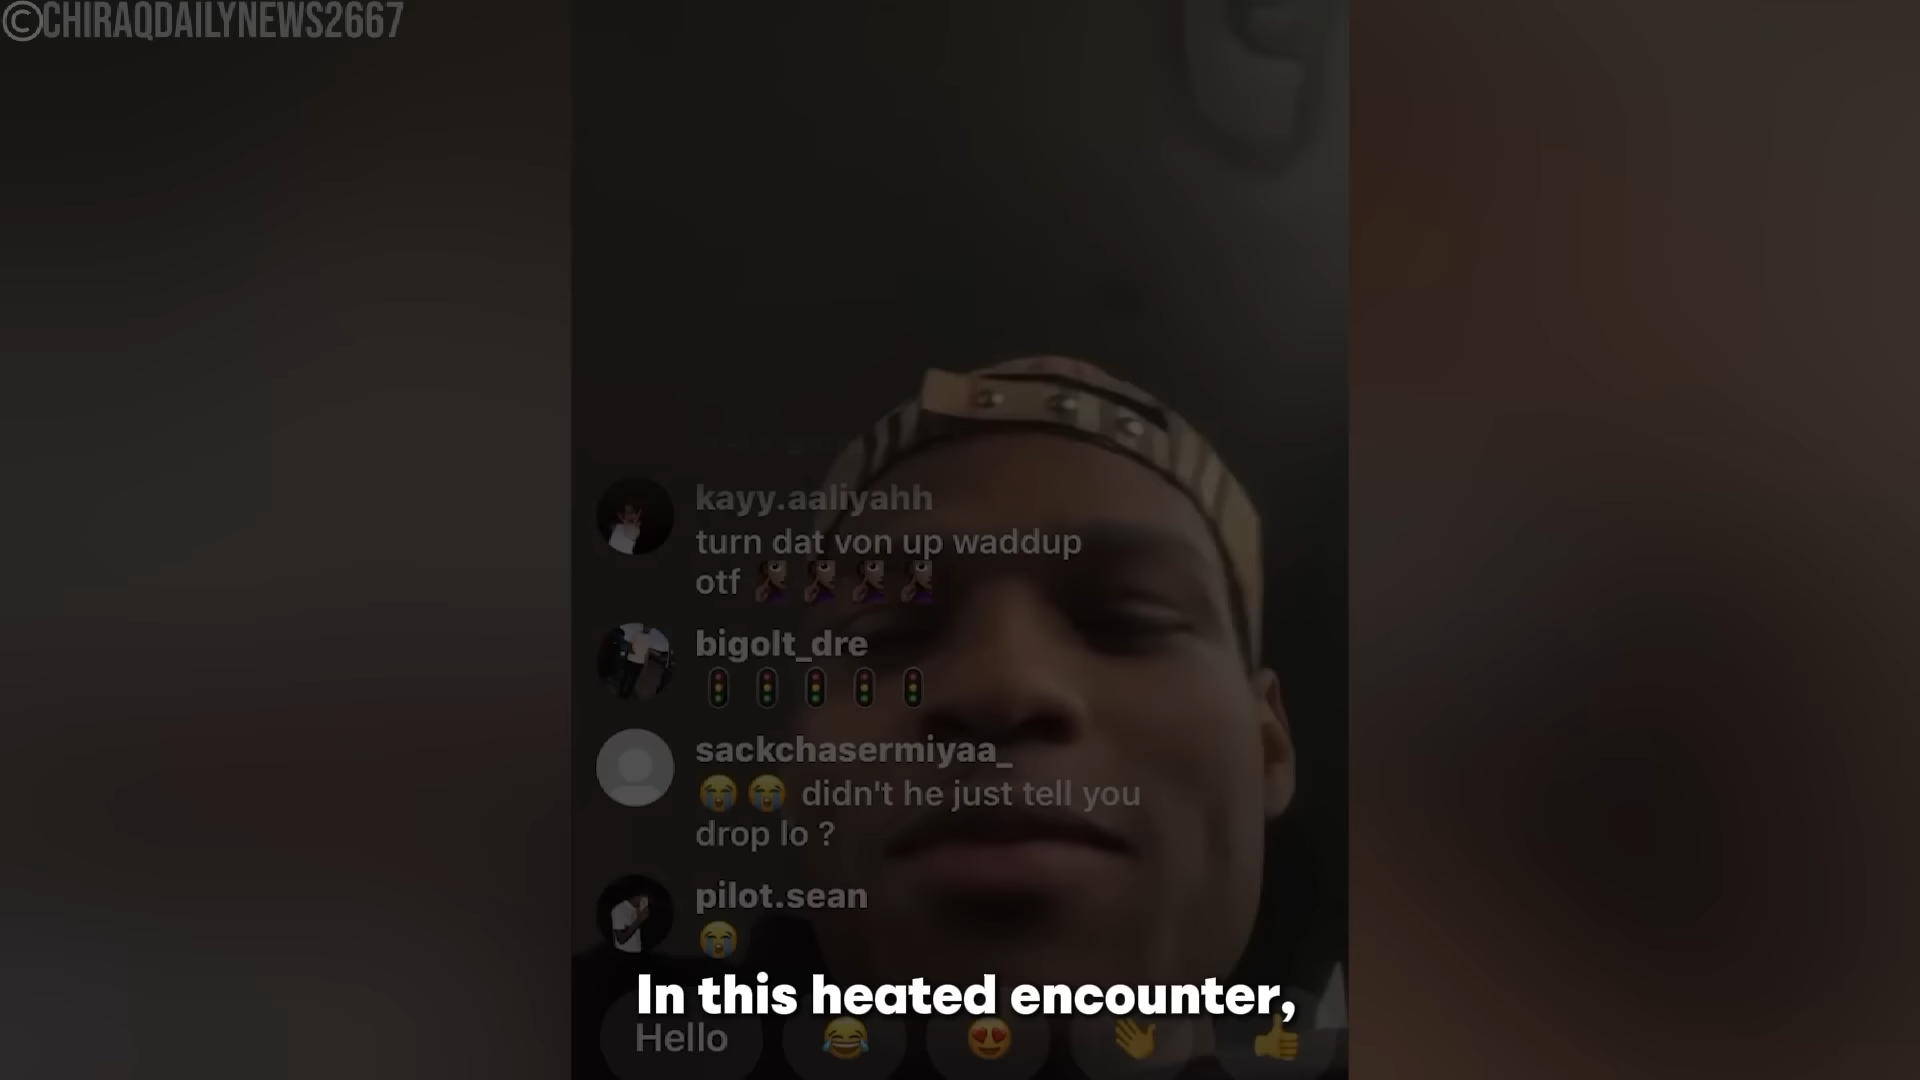 ©CHIRAQDAILYNEWS2667
kayy.aaliyahh
turn dat von up waddup
otf
bigolt_dre
sackchasermiyaa_
didn't he just tell you
drop lo ?
pilot.sean
In this heated encounter,
Hello